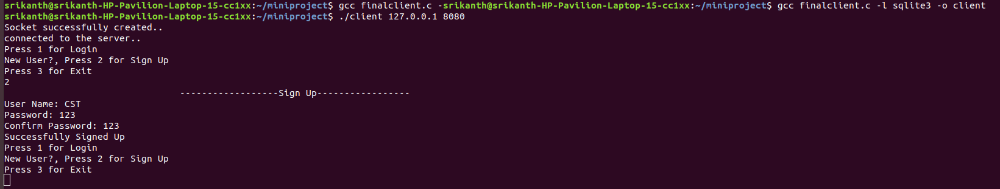 srikanth@srikanth-HP-Pavilion-Laptop-15-cc1xx:~/miniproject$ gcc finalclient.c -srikanth@srikanth-HP-Pavilion-Laptop-15-cc1xx:~/miniproject$ gcc finalclient.c -l sqlite3 -o client
srikanth@srikanth-HP-Pavilion-Laptop-15-cc1xx:~/miniproject$ ./client 127.0.0.1 8080
Socket successfully created..
connected to the server..
Press 1 for Login
New User?, Press 2 for Sign Up
Press 3 for Exit
2
------------------Sign Up-----------------
User Name: CST
Password: 123
Confirm Password: 123
Successfully Signed Up
Press 1 for Login
New User?, Press 2 for Sign Up
Press 3 for Exit